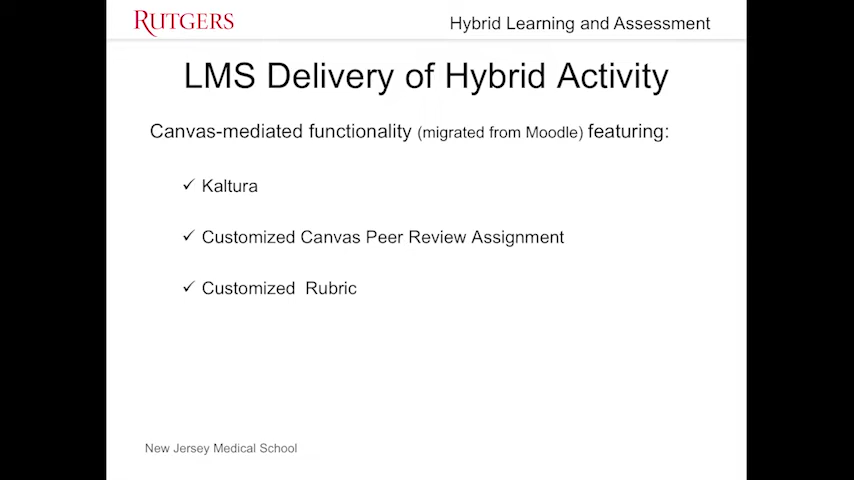 RUTGERS
Hybrid Learning and Assessment
LMS Delivery of Hybrid Activity
Canvas-mediated functionality (migrated from Moodle) featuring:
✓ Kaltura
✓ Customized Canvas Peer Review Assignment
✓ Customized  Rubric
New Jersey Medical School